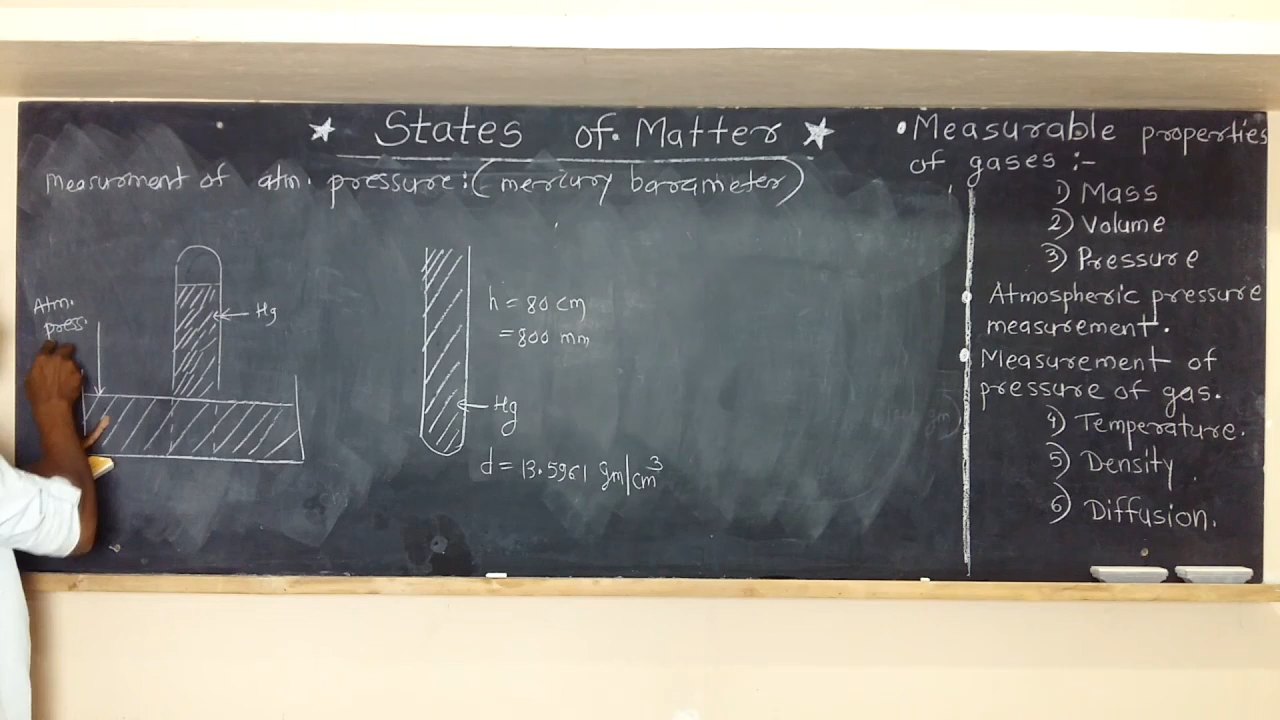 ★ States of Matter ★
Measurment of atm. pressure:(mercury barameter)
Atm.
press.
Hg
h = 80 cm
= 800 mm
Hg
d = 13.5961 gm/cm³
• Measurable properties
of gases :-
1) Mass
2) Volume
3) Pressure
• Atmospheric pressure
measurement.
• Measurement of
pressure of gas.
4) Temperature.
5) Density.
6) Diffusion.